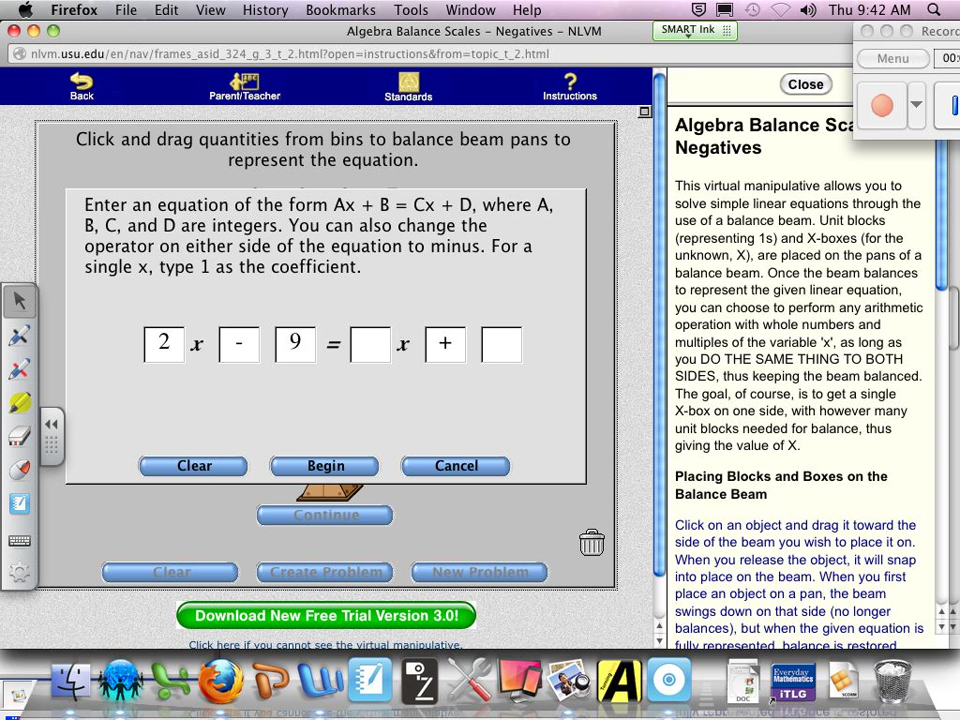 Firefox File Edit View History Bookmarks Tools Window Help Thu 9:42 AM
Algebra Balance Scales - Negatives - NLVM
SMART Ink
Record
nlvm.usu.edu/en/nav/frames_asid_324_g_3_t_2.html?open=instructions&from=topic_t_2.html
Menu
00:
Back
Parent/Teacher
ABC
Standards
?
Instructions
Close
Click and drag quantities from bins to balance beam pans to
represent the equation.
Enter an equation of the form Ax + B = Cx + D, where A,
B, C, and D are integers. You can also change the
operator on either side of the equation to minus. For a
single x, type 1 as the coefficient.
2 x - 9 = x +
Clear Begin Cancel
Continue
Clear Create Problem New Problem
Download New Free Trial Version 3.0!
Click here if you cannot see the virtual manipulative.
Algebra Balance Sca
Negatives
This virtual manipulative allows you to
solve simple linear equations through the
use of a balance beam. Unit blocks
(representing 1s) and X-boxes (for the
unknown, X), are placed on the pans of a
balance beam. Once the beam balances
to represent the given linear equation,
you can choose to perform any arithmetic
operation with whole numbers and
multiples of the variable 'x', as long as
you DO THE SAME THING TO BOTH
SIDES, thus keeping the beam balanced.
The goal, of course, is to get a single
X-box on one side, with however many
unit blocks needed for balance, thus
giving the value of X.
Placing Blocks and Boxes on the
Balance Beam
Click on an object and drag it toward the
side of the beam you wish to place it on.
When you release the object, it will snap
into place on the beam. When you first
place an object on a pan, the beam
swings down on that side (no longer
balances), but when the given equation is
fully represented, balance is restored
DOC
Everyday
Mathematics
iTLG